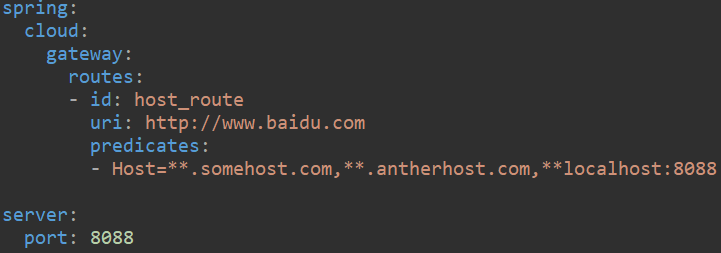 spring:
  cloud:
    gateway:
      routes:
      - id: host_route
        uri: http://www.baidu.com
        predicates:
        - Host=**.somehost.com,**.antherhost.com,**localhost:8088
server:
  port: 8088